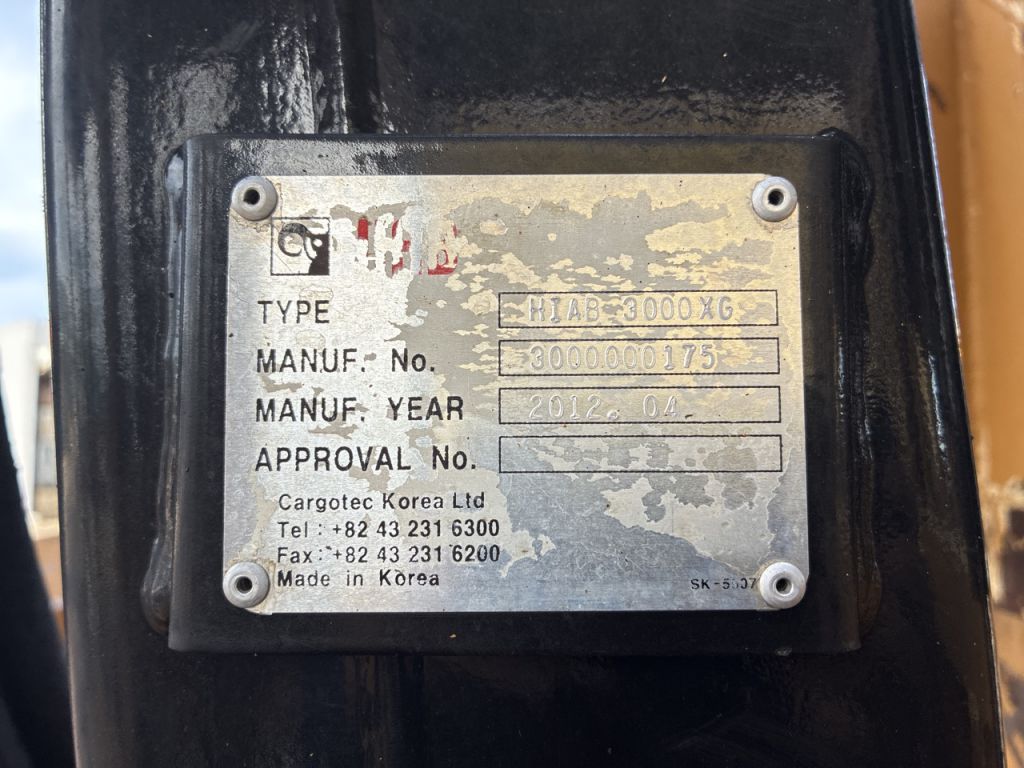 TYPE HIAB 3000XG
MANUF. No. 3000000175
MANUF. YEAR 2012. 04
APPROVAL No.
Cargotec Korea Ltd
Tel : +82 43 231 6300
Fax : +82 43 231 6200
Made in Korea